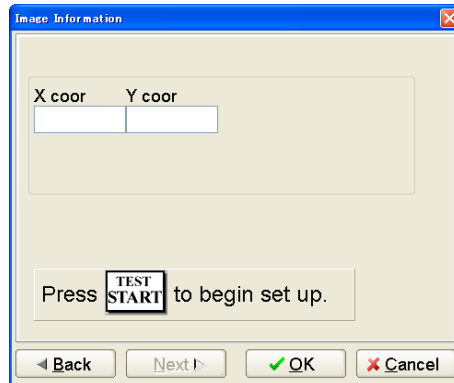 Image Information
X coor Y coor
Press TEST START to begin set up.
Back Next OK Cancel